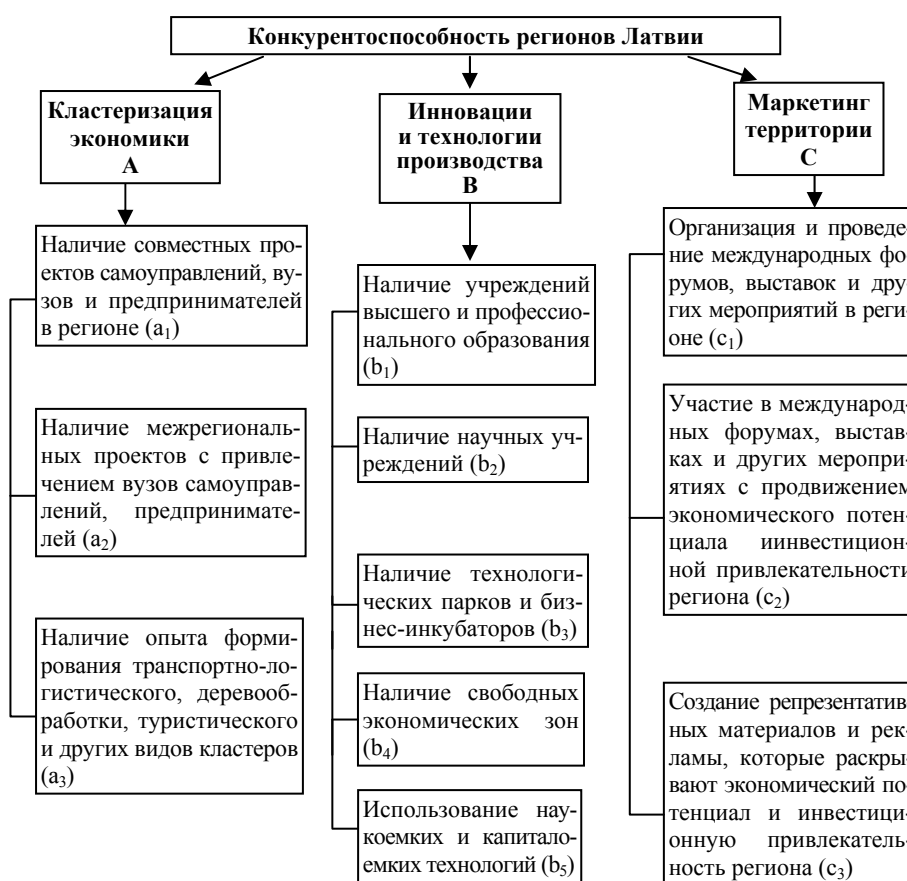 Конкурентоспособность регионов Латвии
Кластеризация
экономики
A
Наличие совместных про-
ектов самоуправлений, ву-
зов и предпринимателей
в регионе (a₁)
Наличие межрегиональ-
ных проектов с привле-
чением вузов самоуправ-
лений, предпринимате-
лей (a₂)
Наличие опыта форми-
рования транспортно-ло-
гистического, деревооб-
работки, туристического
и других видов кластеров
(a₃)
Инновации
и технологии
производства
B
Наличие учреждений
высшего и профессио-
нального образования
(b₁)
Наличие научных уч-
реждений (b₂)
Наличие технологи-
ческих парков и биз-
нес-инкубаторов (b₃)
Наличие свободных
экономических зон
(b₄)
Использование нау-
коемких и капитало-
емких технологий (b₅)
Маркетинг
территории
C
Организация и проведе-
ние международных фо-
румов, выставок и дру-
гих мероприятий в реги-
оне (c₁)
Участие в международ-
ных форумах, выстав-
ках и других меропри-
ятиях с продвижением
экономического потен-
циала иинвестицион-
ной привлекательности
региона (c₂)
Создание репрезентатив-
ных материалов и рек-
ламы, которые раскры-
вают экономический по-
тенциал и инвестици-
онную привлекатель-
ность региона (c₃)